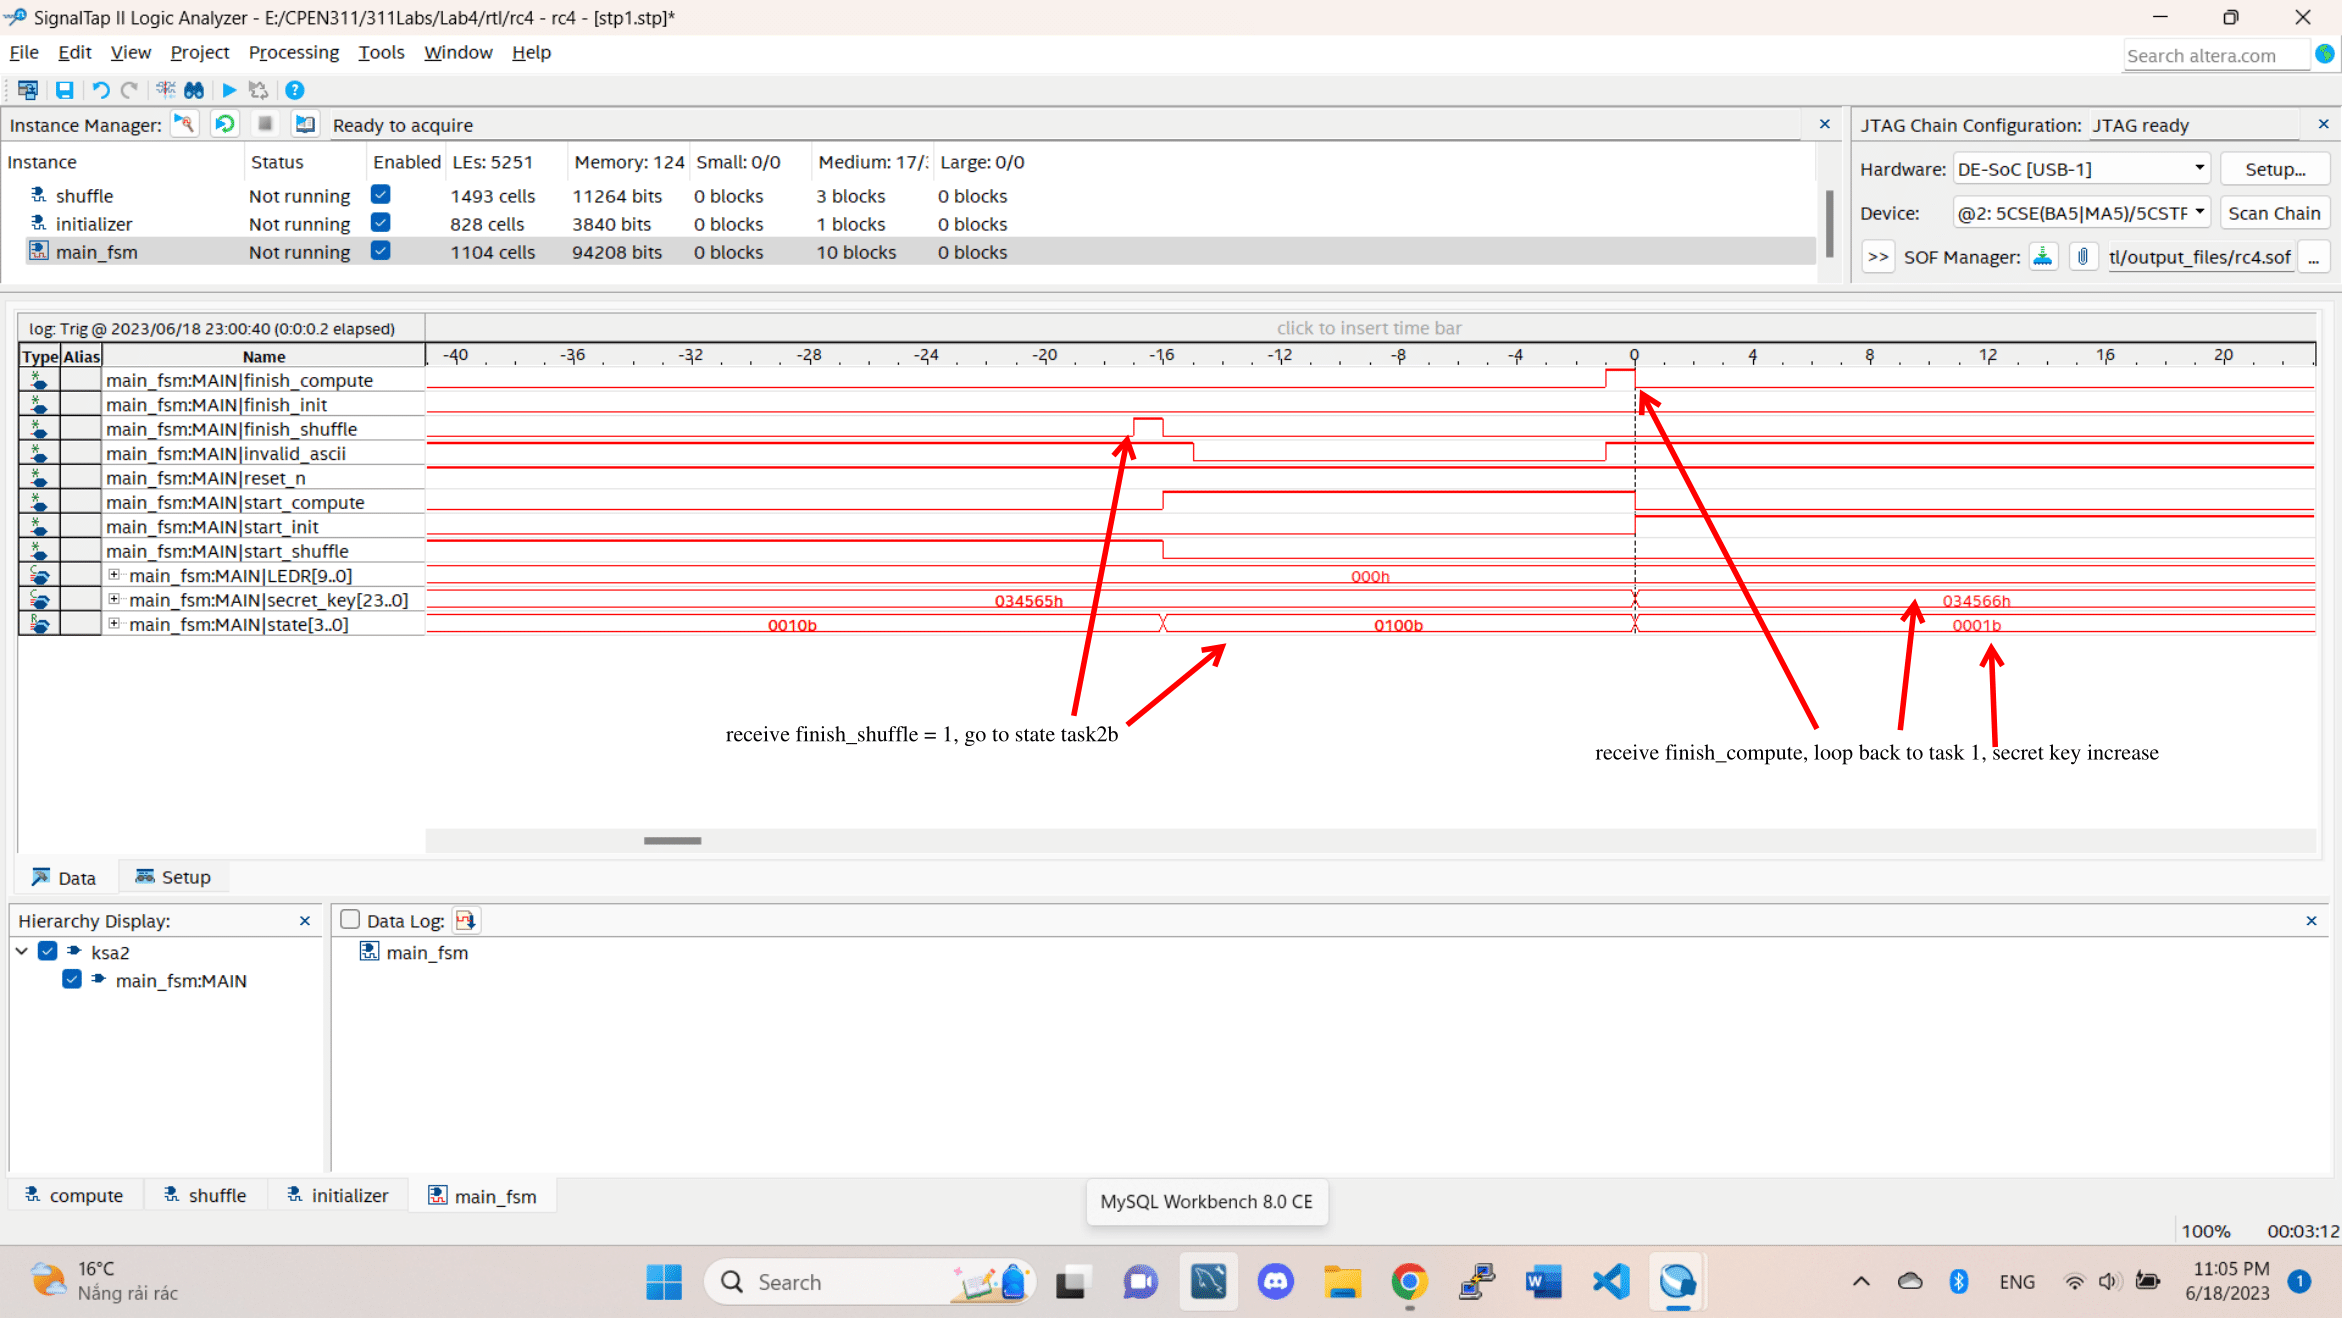 SignalTap II Logic Analyzer - E:/CPEN311/311Labs/Lab4/rtl/rc4 - rc4 - [stp1.stp]*
File Edit View Project Processing Tools Window Help
Search altera.com
Instance Manager: Ready to acquire
JTAG Chain Configuration: JTAG ready
Instance Status Enabled LEs: 5251 Memory: 124 Small: 0/0 Medium: 17/ Large: 0/0
shuffle Not running 1493 cells 11264 bits 0 blocks 3 blocks 0 blocks
initializer Not running 828 cells 3840 bits 0 blocks 1 blocks 0 blocks
main_fsm Not running 1104 cells 94208 bits 0 blocks 10 blocks 0 blocks
Hardware: DE-SoC [USB-1] Setup...
Device: @2: 5CSE(BA5|MA5)/5CSTF Scan Chain
>> SOF Manager: tl/output_files/rc4.sof ...
log: Trig @ 2023/06/18 23:00:40 (0:0:0.2 elapsed)
click to insert time bar
Type Alias Name
-40 -36 -32 -28 -24 -20 -16 -12 -8 -4 0 4 8 12 16 20
main_fsm:MAIN|finish_compute
main_fsm:MAIN|finish_init
main_fsm:MAIN|finish_shuffle
main_fsm:MAIN|invalid_ascii
main_fsm:MAIN|reset_n
main_fsm:MAIN|start_compute
main_fsm:MAIN|start_init
main_fsm:MAIN|start_shuffle
main_fsm:MAIN|LEDR[9..0] 000h
main_fsm:MAIN|secret_key[23..0] 034565h 034566h
main_fsm:MAIN|state[3..0] 0010b 0100b 0001b
receive finish_shuffle = 1, go to state task2b
receive finish_compute, loop back to task 1, secret key increase
Data Setup
Hierarchy Display:
ksa2
main_fsm:MAIN
Data Log:
main_fsm
compute shuffle initializer main_fsm
MySQL Workbench 8.0 CE
100% 00:03:12
16°C
Nắng rải rác
Search
ENG
11:05 PM
6/18/2023
1